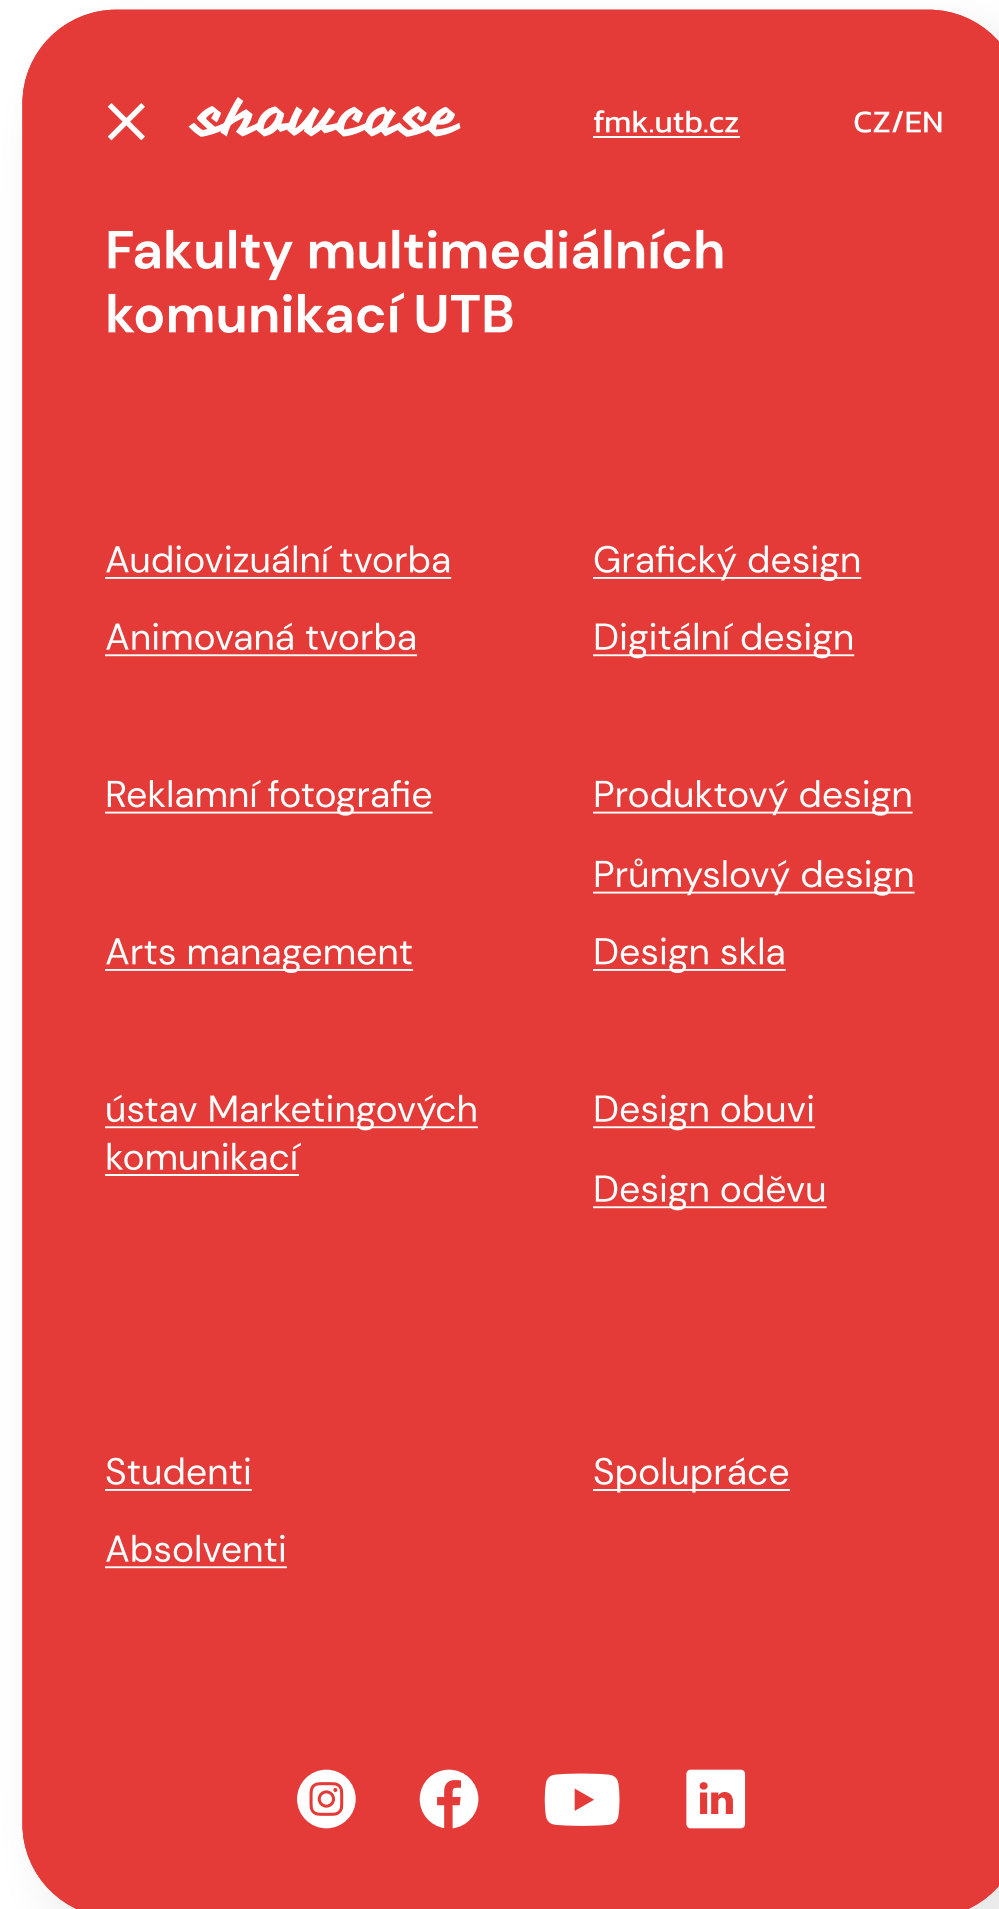 showcase
fmk.utb.cz
CZ/EN
Fakulty multimediálních
komunikací UTB
Audiovizuální tvorba
Animovaná tvorba
Grafický design
Digitální design
Reklamní fotografie
Produktový design
Průmyslový design
Arts management
Design skla
ústav Marketingových
komunikací
Design obuvi
Design oděvu
Studenti
Absolventi
Spolupráce
in